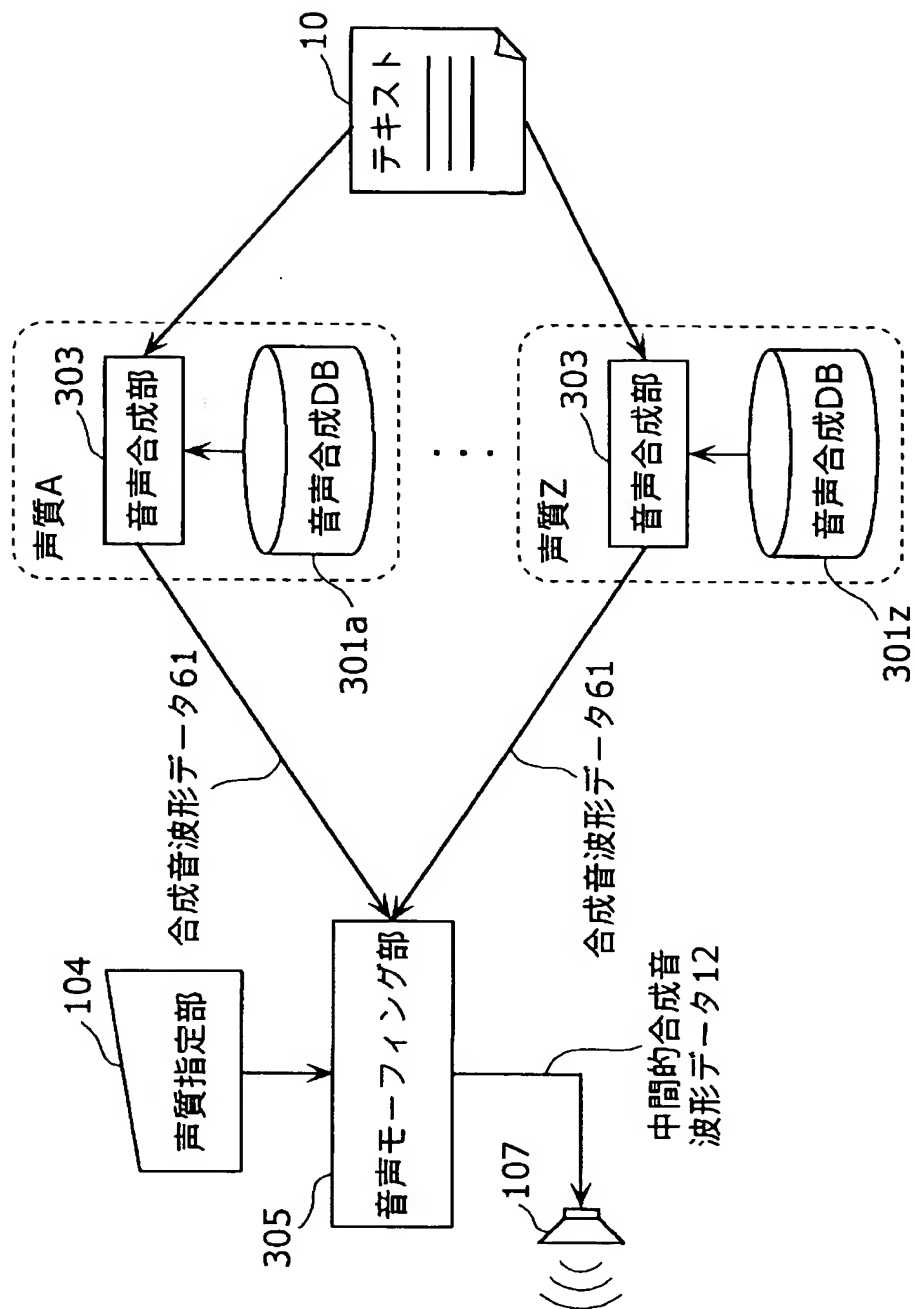 10
テキスト
声質A
303
音声合成部
音声合成DB
301a
声質Z
303
音声合成部
音声合成DB
301z
合成音波形データ61
合成音波形データ61
104
声質指定部
305
音声モーフィング部
107
中間的合成音
波形データ12